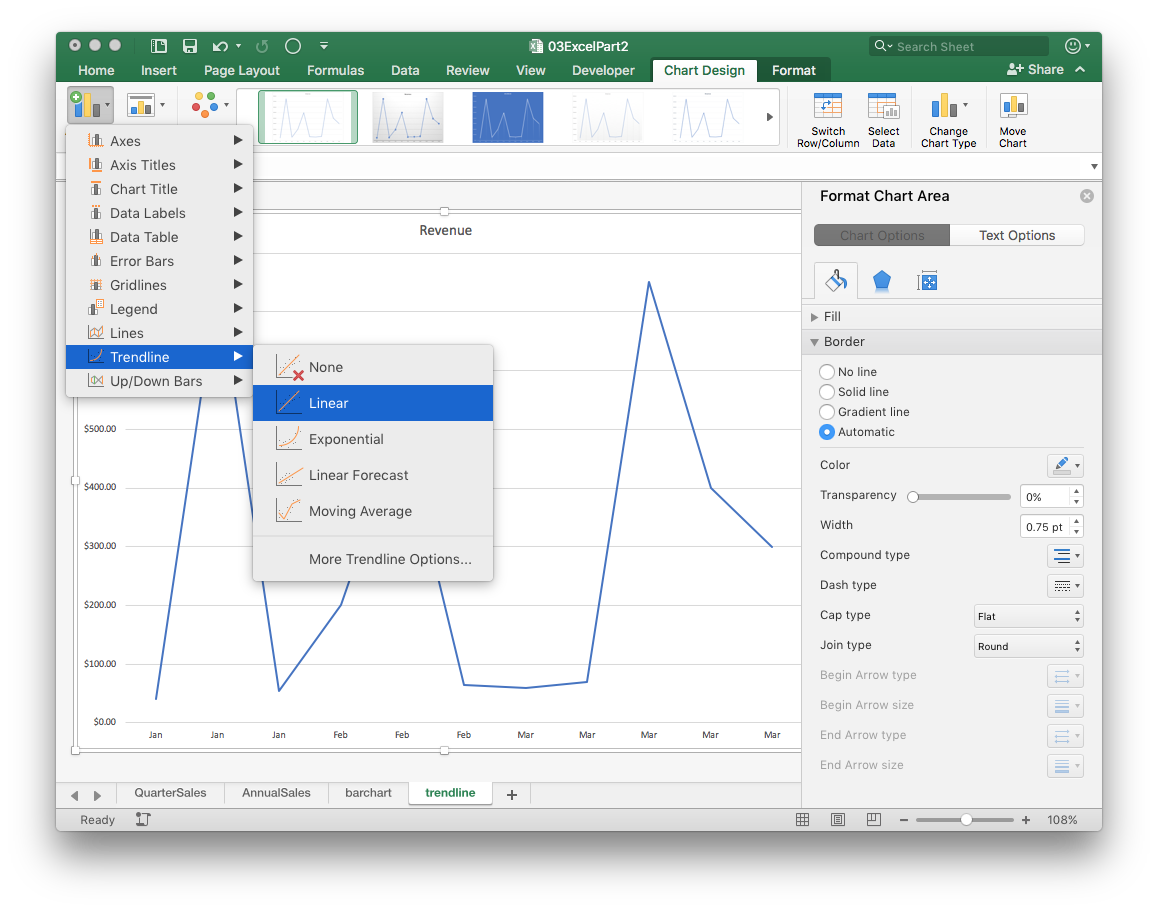 03ExcelPart2
Search Sheet
Home Insert Page Layout Formulas Data Review View Developer Chart Design Format Share
Switch Row/Column
Select Data
Change Chart Type
Move Chart
Axes
Axis Titles
Chart Title
Data Labels
Data Table
Error Bars
Gridlines
Legend
Lines
Trendline
Up/Down Bars
None
Linear
Exponential
Linear Forecast
Moving Average
More Trendline Options...
Revenue
$500.00
$400.00
$300.00
$200.00
$100.00
$0.00
Jan Jan Jan Feb Feb Feb Mar Mar Mar Mar Mar
Format Chart Area
Chart Options Text Options
Fill
Border
No line
Solid line
Gradient line
Automatic
Color
Transparency 0%
Width 0.75 pt
Compound type
Dash type
Cap type Flat
Join type Round
Begin Arrow type
Begin Arrow size
End Arrow type
End Arrow size
QuarterSales AnnualSales barchart trendline +
Ready 108%